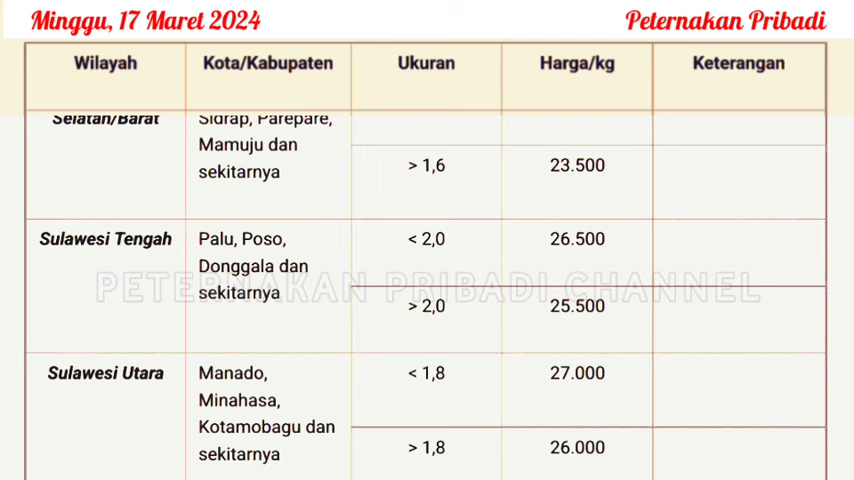 Minggu, 17 Maret 2024
Peternakan Pribadi
Wilayah Kota/Kabupaten Ukuran Harga/kg Keterangan
Selatan/Barat Sidrap, Parepare,
Mamuju dan
sekitarnya
> 1,6 23.500
Sulawesi Tengah Palu, Poso, < 2,0 26.500
Donggala dan
sekitarnya
> 2,0 25.500
PETERNAKAN PRIBADI CHANNEL
Sulawesi Utara Manado, < 1,8 27.000
Minahasa,
Kotamobagu dan
sekitarnya
> 1,8 26.000